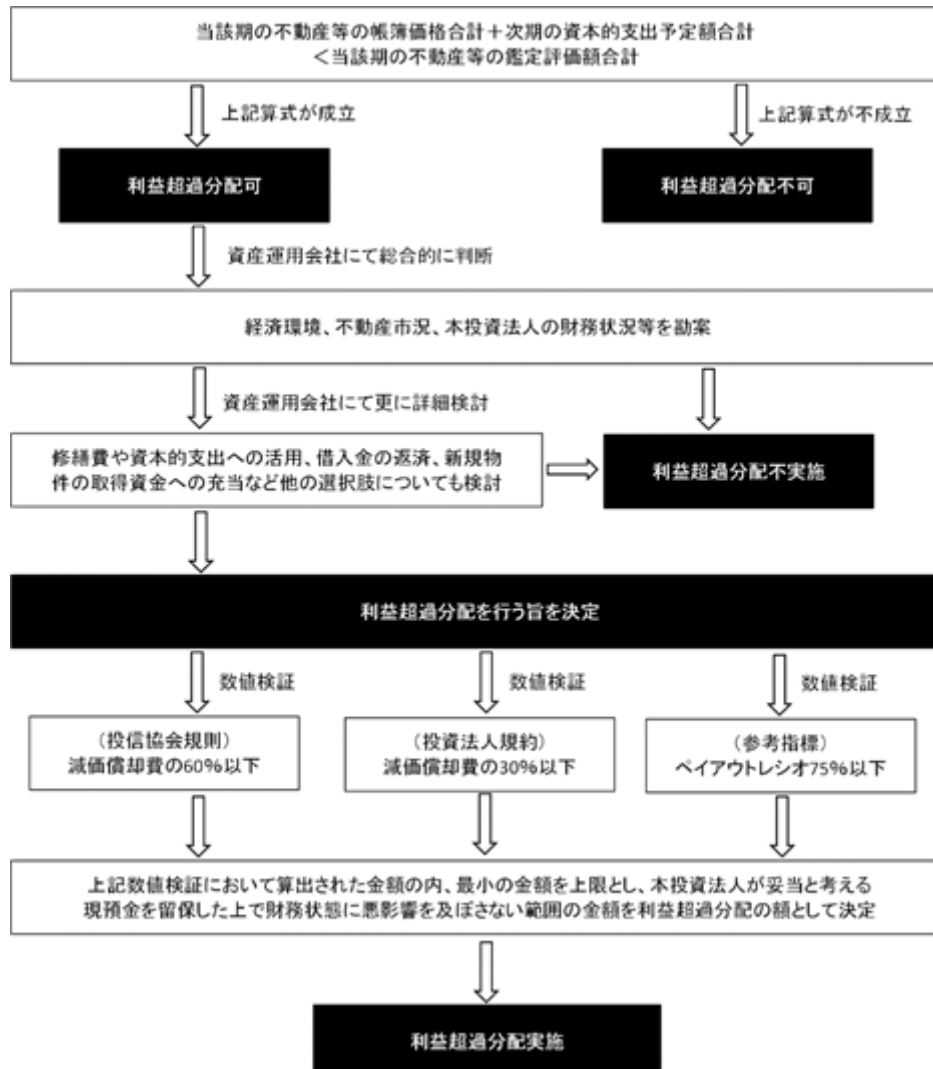 当該期の不動産等の帳簿価格合計＋次期の資本的支出予定額合計
＜当該期の不動産等の鑑定評価額合計
上記算式が成立
上記算式が不成立
利益超過分配可
利益超過分配不可
資産運用会社にて総合的に判断
経済環境、不動産市況、本投資法人の財務状況等を勘案
資産運用会社にて更に詳細検討
修繕費や資本的支出への活用、借入金の返済、新規物
件の取得資金への充当など他の選択肢についても検討
利益超過分配不実施
利益超過分配を行う旨を決定
数値検証
数値検証
数値検証
（投信協会規則）
減価償却費の60％以下
（投資法人規約）
減価償却費の30％以下
（参考指標）
ペイアウトレシオ75％以下
上記数値検証において算出された金額の内、最小の金額を上限とし、本投資法人が妥当と考える
現預金を留保した上で財務状態に悪影響を及ぼさない範囲の金額を利益超過分配の額として決定
利益超過分配実施